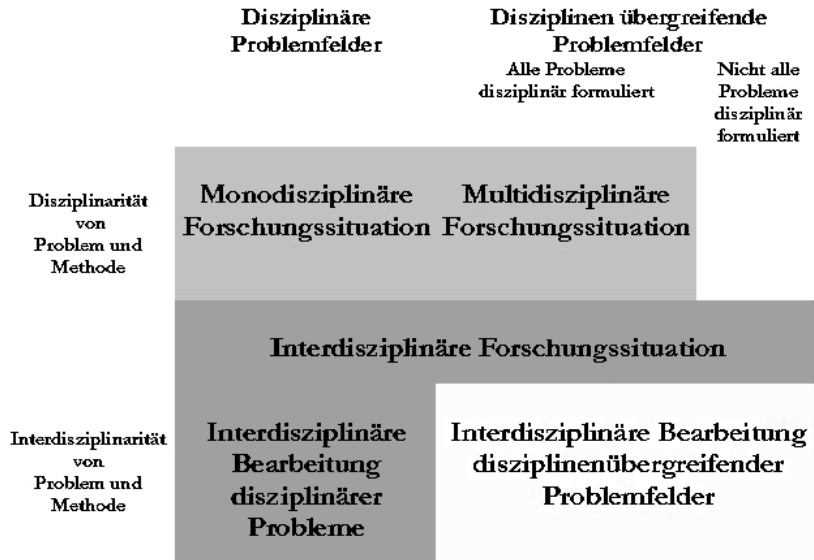 Disziplinäre
Problemfelder
Disziplinen übergreifende
Problemfelder
Alle Probleme
disziplinär formuliert
Nicht alle
Probleme
disziplinär
formuliert
Disziplinarität
von
Problem und
Methode
Monodisziplinäre
Forschungssituation
Multidisziplinäre
Forschungssituation
Interdisziplinäre Forschungssituation
Interdisziplinarität
von
Problem und
Methode
Interdisziplinäre
Bearbeitung
disziplinärer
Probleme
Interdisziplinäre Bearbeitung
disziplinenübergreifender
Problemfelder